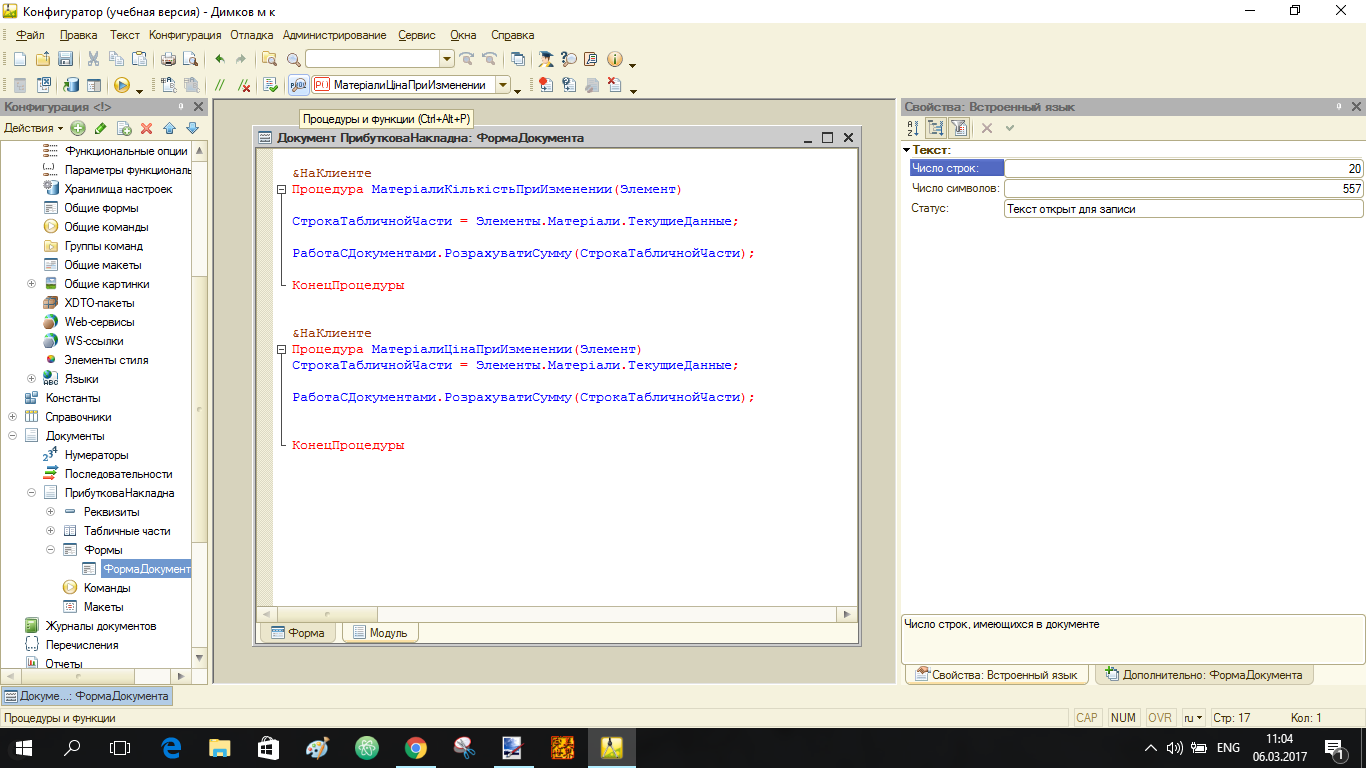 Конфигуратор (учебная версия) - Димков м к
Файл Правка Текст Конфигурация Отладка Администрирование Сервис Окна Справка
МатеріалиЦінаПриИзменении
Конфигурация <!>
Действия
Функциональные опции
Параметры функциональ
Хранилища настроек
Общие формы
Общие команды
Группы команд
Общие макеты
Общие картинки
XDTO-пакеты
Web-сервисы
WS-ссылки
Элементы стиля
Языки
Константы
Справочники
Документы
Нумераторы
Последовательности
ПрибутковаНакладна
Реквизиты
Табличные части
Формы
ФормаДокумент
Команды
Макеты
Журналы документов
Перечисления
Отчеты
Процедуры и функции (Ctrl+Alt+P)
Документ ПрибутковаНакладна: ФормаДокумента
&НаКлиенте
Процедура МатеріалиКількістьПриИзменении(Элемент)
СтрокаТабличнойЧасти = Элементы.Матеріали.ТекущиеДанные;
РаботаСДокументами.РозрахуватиСумму(СтрокаТабличнойЧасти);
КонецПроцедуры
&НаКлиенте
Процедура МатеріалиЦінаПриИзменении(Элемент)
СтрокаТабличнойЧасти = Элементы.Матеріали.ТекущиеДанные;
РаботаСДокументами.РозрахуватиСумму(СтрокаТабличнойЧасти);
КонецПроцедуры
Форма Модуль
Свойства: Встроенный язык
Текст:
Число строк: 20
Число символов: 557
Статус: Текст открыт для записи
Число строк, имеющихся в документе
Свойства: Встроенный язык Дополнительно: ФормаДокумента
Докуме...: ФормаДокумента
Процедуры и функции CAP NUM OVR ru Стр: 17 Кол: 1
ENG 11:04
06.03.2017
1